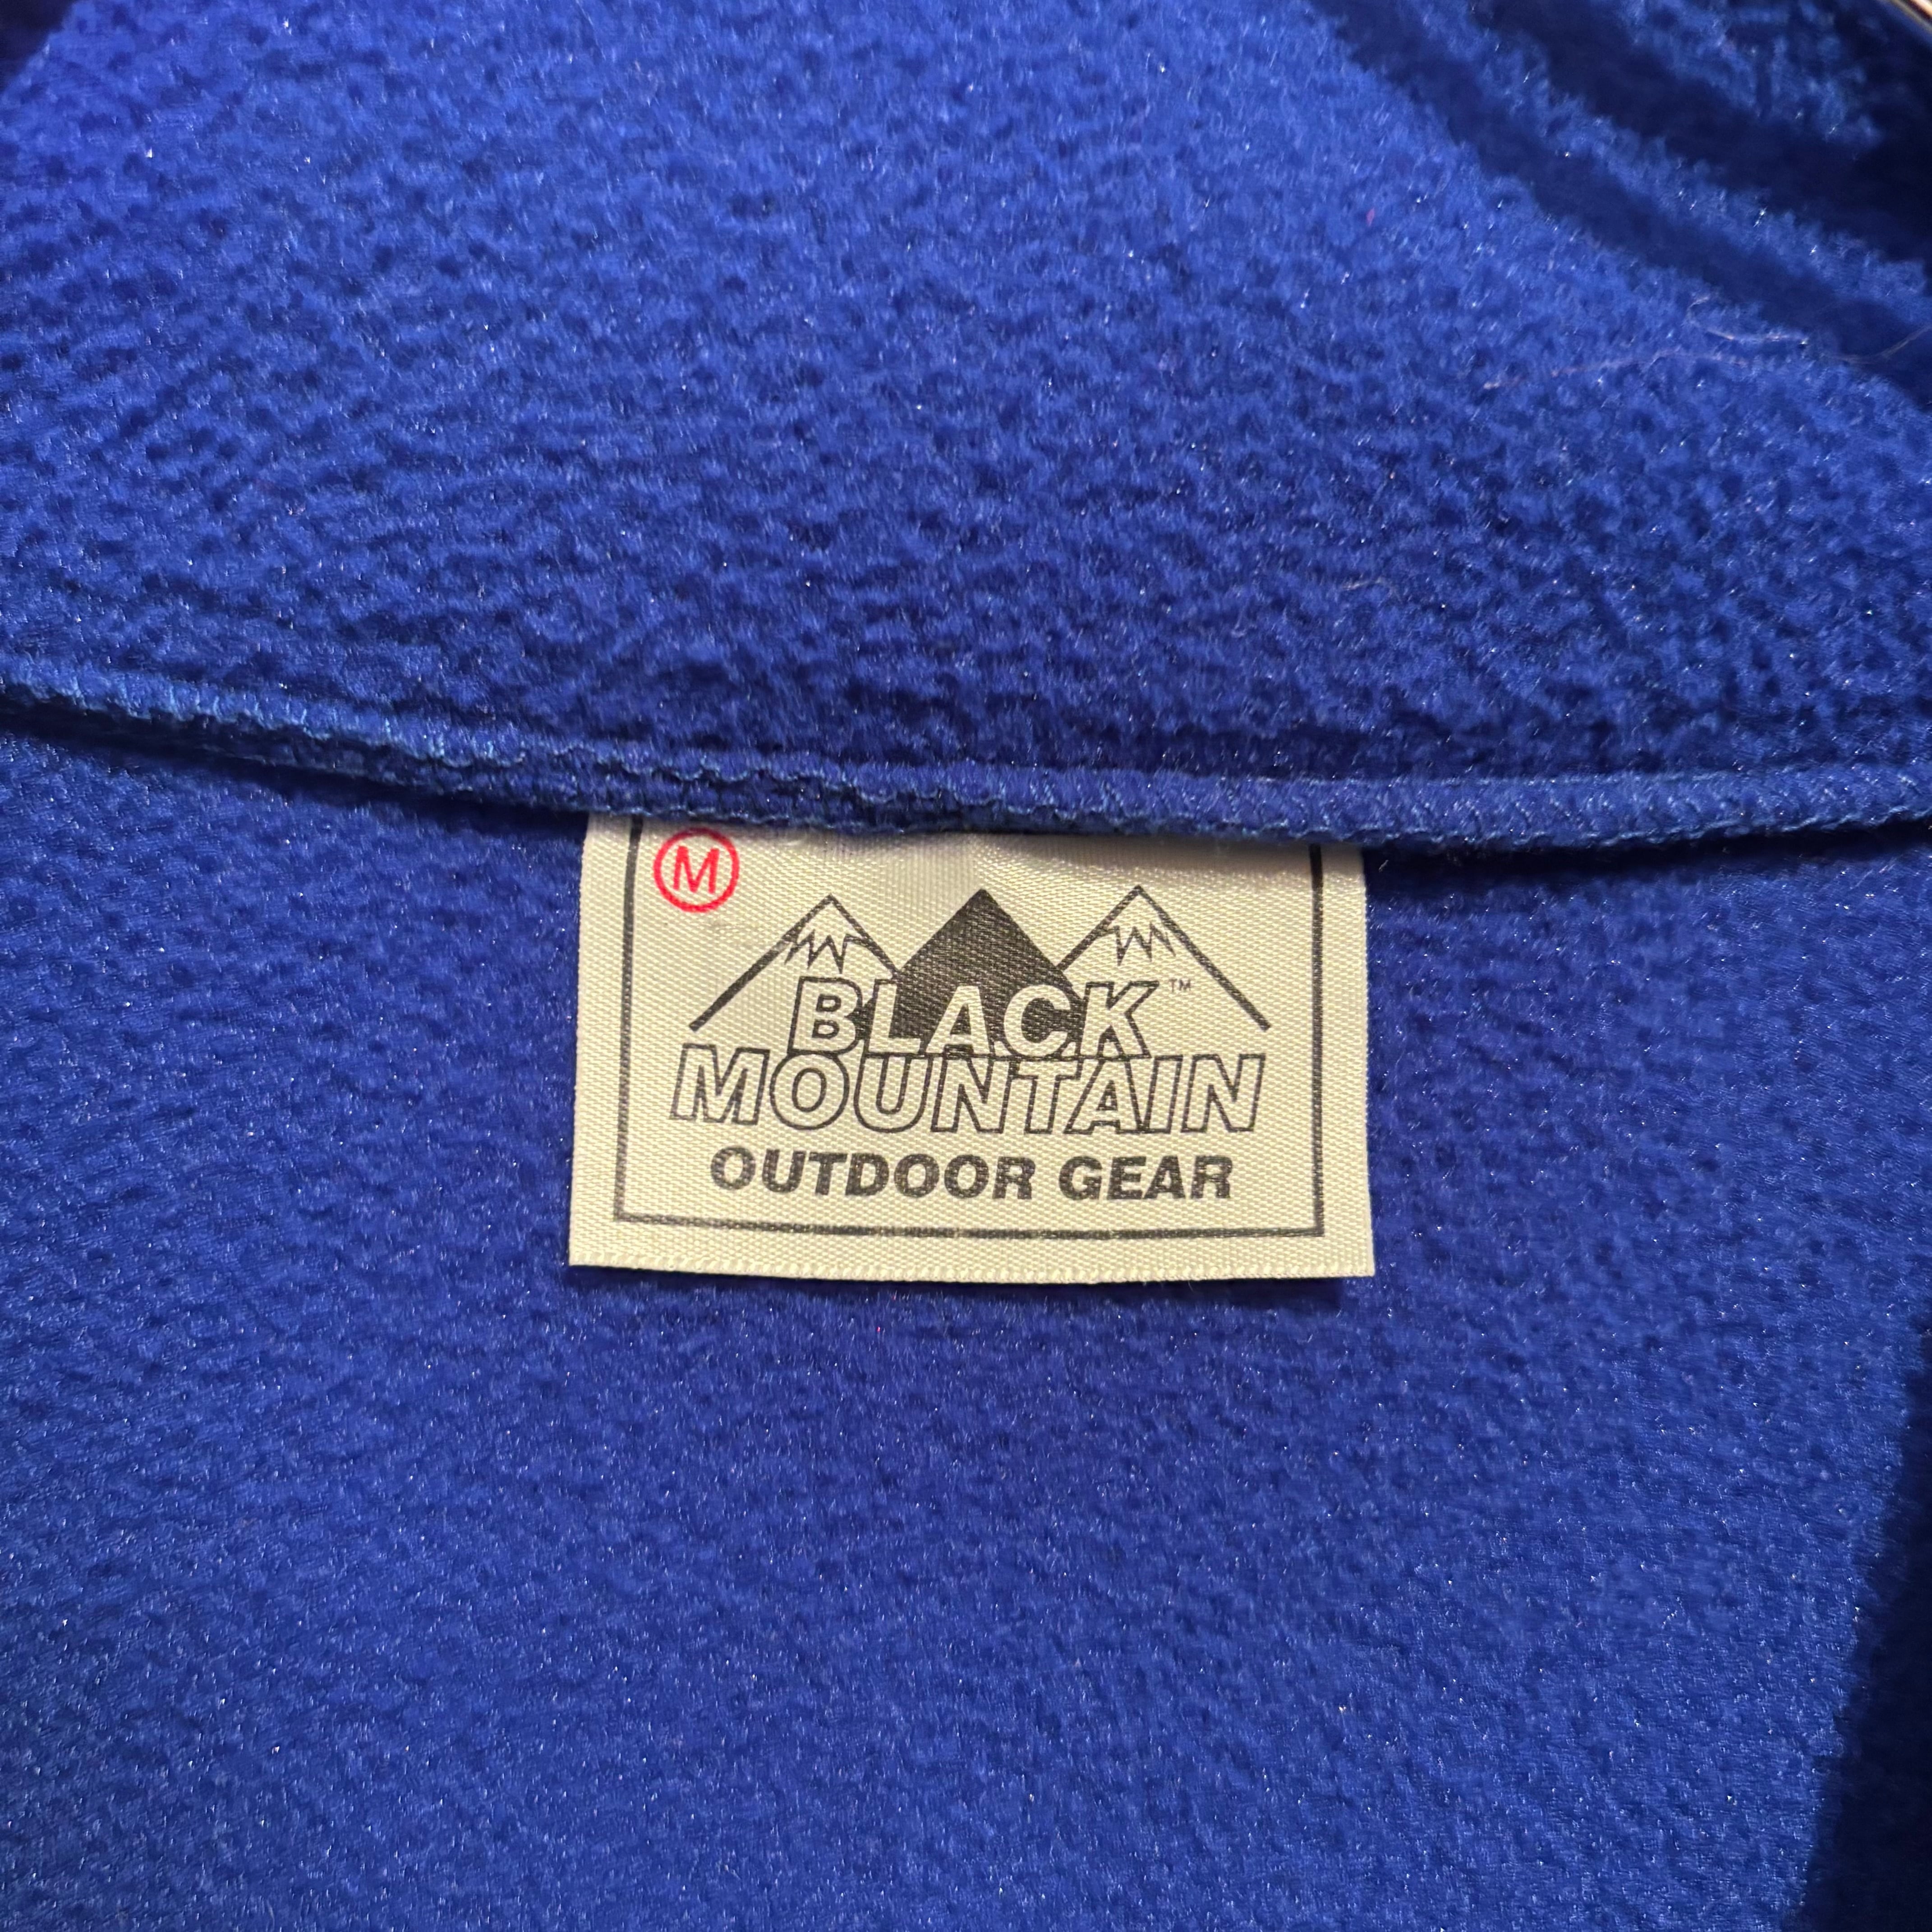 M
BLACK™
MOUNTAIN
OUTDOOR GEAR